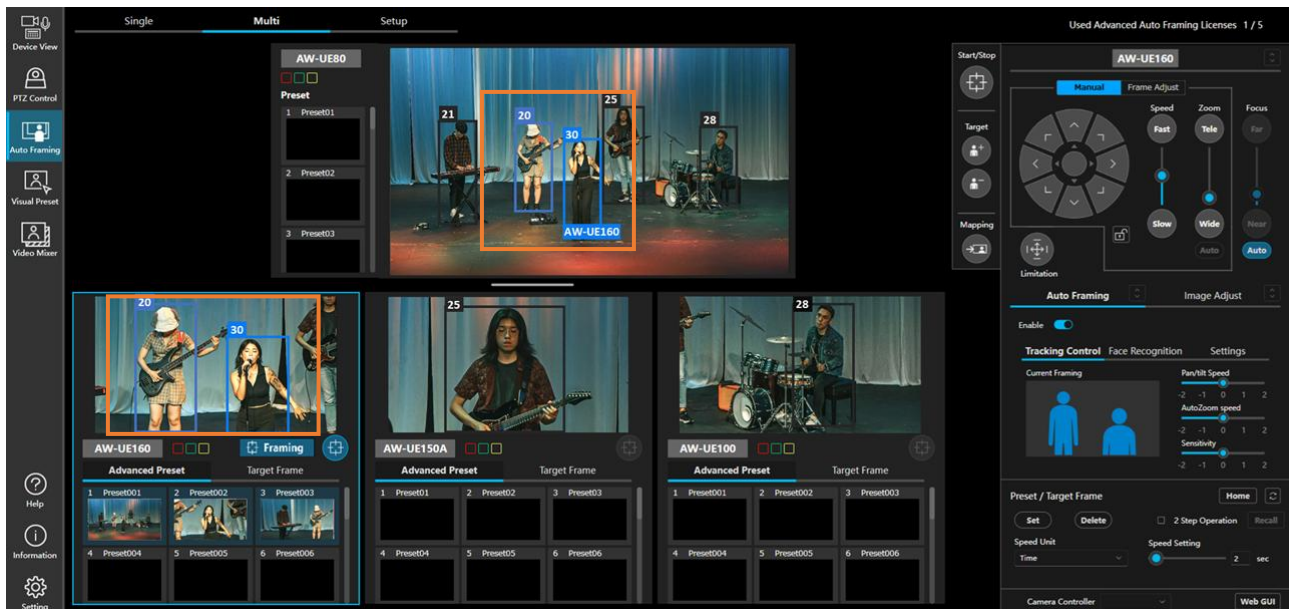 Single Multi Setup
Used Advanced Auto Framing Licenses 1 / 5
Device View
PTZ Control
Auto Framing
Visual Preset
Video Mixer
Help
Information
Setting
AW-UE80
Preset
1 Preset01
2 Preset02
3 Preset03
21
20
30
25
28
AW-UE160
Start/Stop
Target
Mapping
AW-UE160
Manual Frame Adjust
Speed Zoom Focus
Fast Tele Far
Slow Wide Near
Auto Auto
Limitation
Auto Framing Image Adjust
Enable
Tracking Control Face Recognition Settings
Current Framing Pan/tilt Speed
-2 -1 0 1 2
AutoZoom speed
-2 -1 0 1 2
Sensitivity
-2 -1 0 1 2
Preset / Target Frame Home
Set Delete 2 Step Operation Recall
Speed Unit Speed Setting
Time 2 sec
Camera Controller Web GUI
20
30
AW-UE160 Framing
Advanced Preset Target Frame
1 Preset001 2 Preset002 3 Preset003
4 Preset004 5 Preset005 6 Preset006
25
AW-UE150A
Advanced Preset Target Frame
1 Preset01 2 Preset02 3 Preset03
4 Preset04 5 Preset05 6 Preset06
28
AW-UE100
Advanced Preset Target Frame
1 Preset001 2 Preset002 3 Preset003
4 Preset004 5 Preset005 6 Preset006